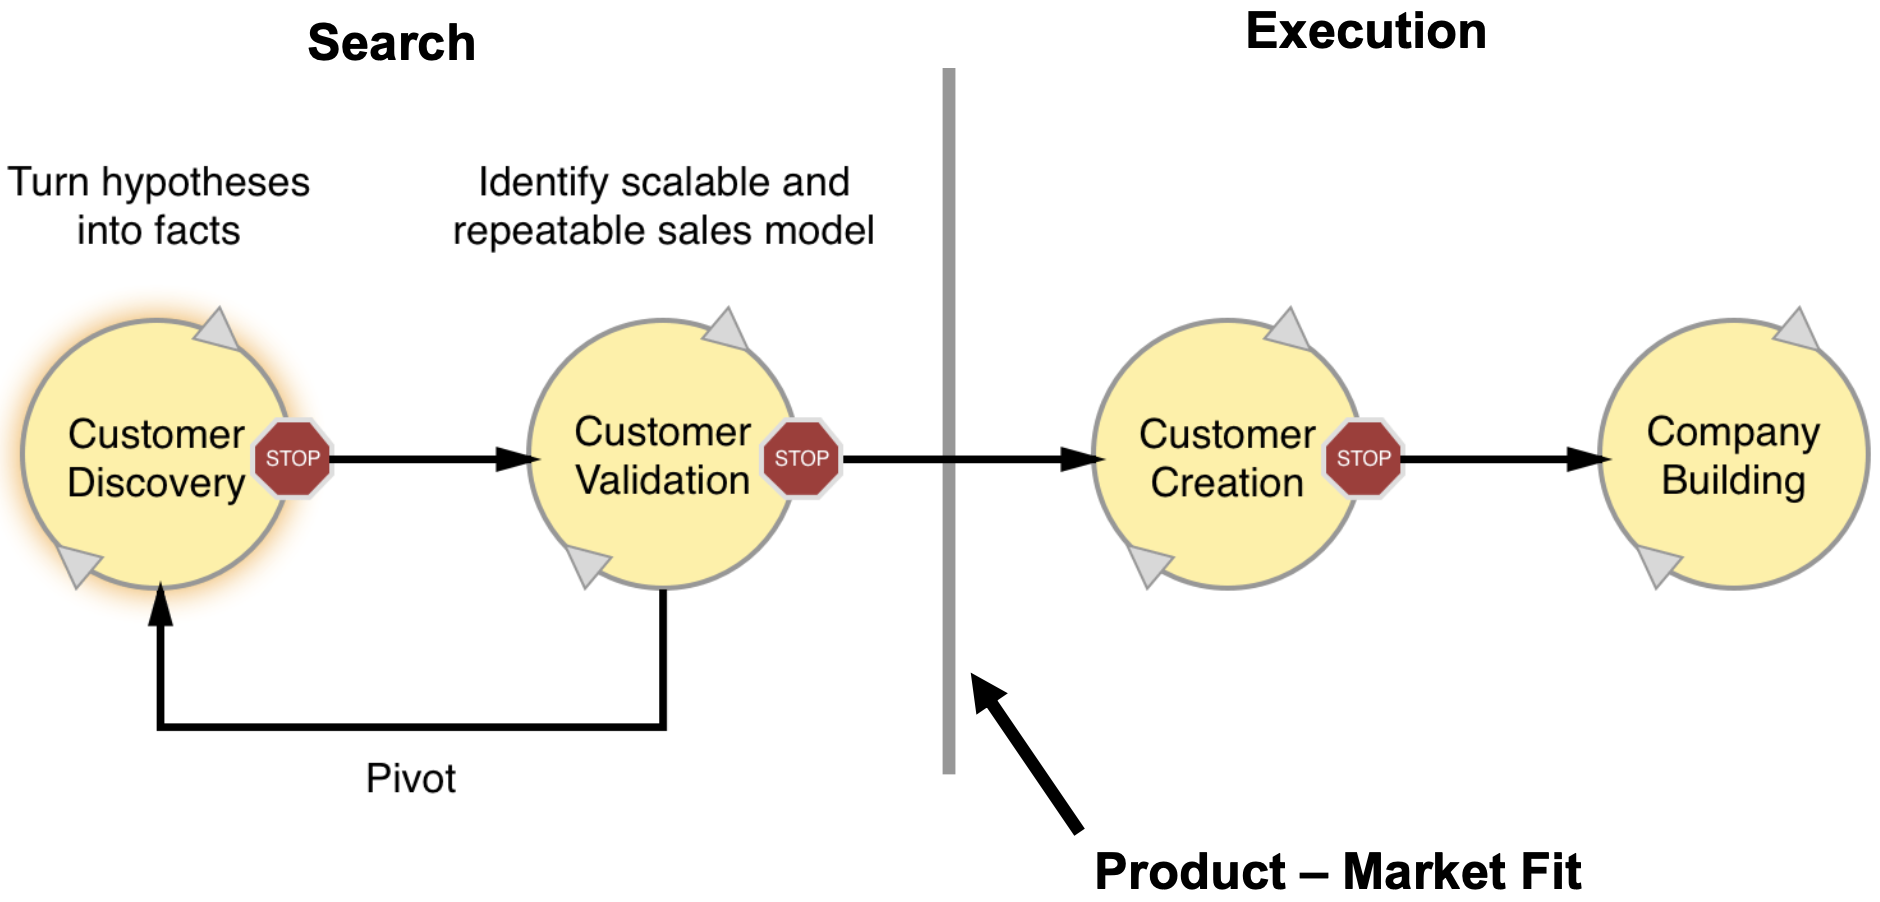 Search
Execution
Turn hypotheses
into facts
Identify scalable and
repeatable sales model
Customer
Discovery
STOP
Customer
Validation
STOP
Customer
Creation
STOP
Company
Building
Pivot
Product – Market Fit